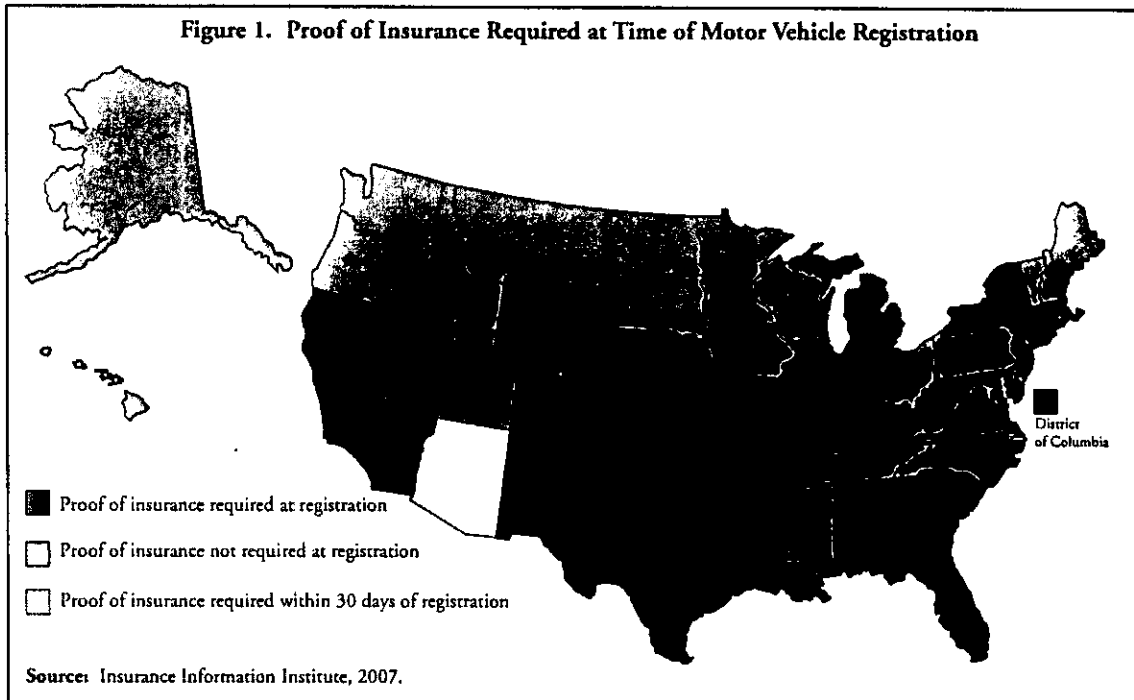 Figure 1. Proof of Insurance Required at Time of Motor Vehicle Registration
District
of Columbia
Proof of insurance required at registration
Proof of insurance not required at registration
Proof of insurance required within 30 days of registration
Source: Insurance Information Institute, 2007.